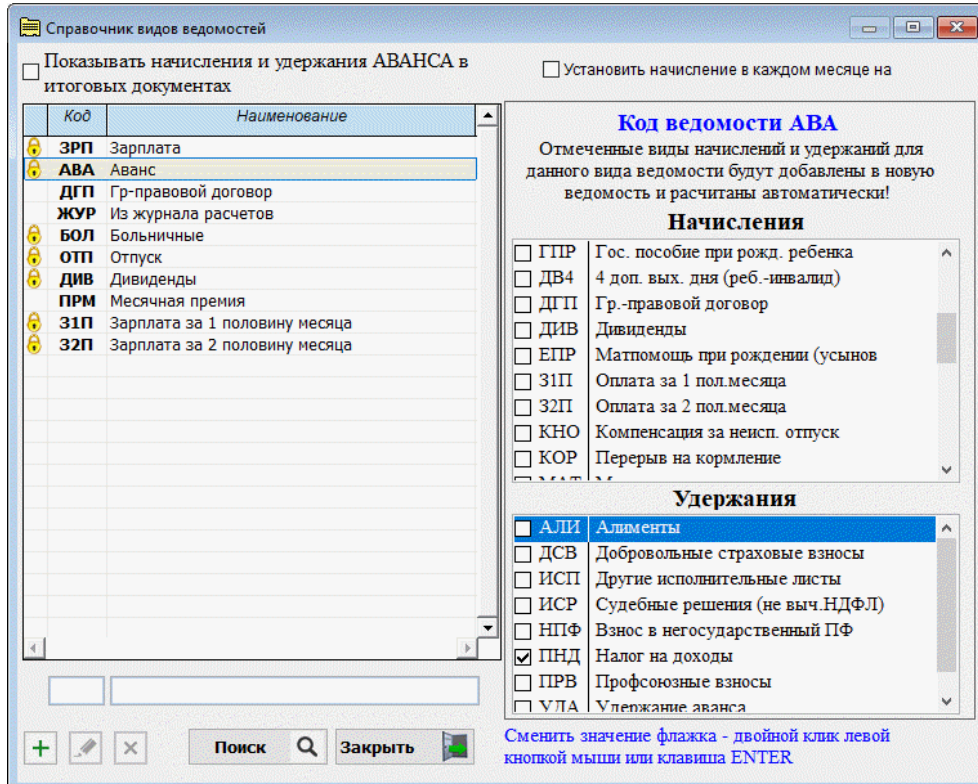 Справочник видов ведомостей
Показывать начисления и удержания АВАНСА в
итоговых документах
Установить начисление в каждом месяце на
Код Наименование
ЗРП Зарплата
АВА Аванс
ДГП Гр-правовой договор
ЖУР Из журнала расчетов
БОЛ Больничные
ОТП Отпуск
ДИВ Дивиденды
ПРМ Месячная премия
З1П Зарплата за 1 половину месяца
З2П Зарплата за 2 половину месяца
Поиск
Закрыть
Код ведомости АВА
Отмеченные виды начислений и удержаний для
данного вида ведомости будут добавлены в новую
ведомость и расчитаны автоматически!
Начисления
ГПР Гос. пособие при рожд. ребенка
ДВ4 4 доп. вых. дня (реб.-инвалид)
ДГП Гр.-правовой договор
ДИВ Дивиденды
ЕПР Матпомощь при рождении (усынов
З1П Оплата за 1 пол.месяца
З2П Оплата за 2 пол.месяца
КНО Компенсация за неисп. отпуск
КОР Перерыв на кормление
Удержания
АЛИ Алименты
ДСВ Добровольные страховые взносы
ИСП Другие исполнительные листы
ИСР Судебные решения (не выч.НДФЛ)
НПФ Взнос в негосударственный ПФ
ПНД Налог на доходы
ПРВ Профсоюзные взносы
УДА Удержание аванса
Сменить значение флажка - двойной клик левой
кнопкой мыши или клавиша ENTER